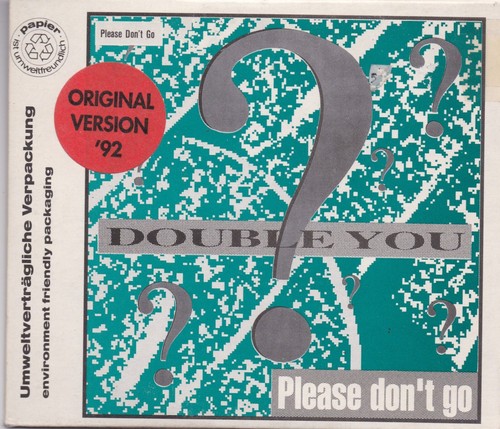 papier
ist umweltfreundlich
Please Don't Go
ORIGINAL
VERSION
'92
Umweltverträgliche Verpackung
environment friendly packaging
DOUBLE YOU
?
?
?
?
?
Please don't go